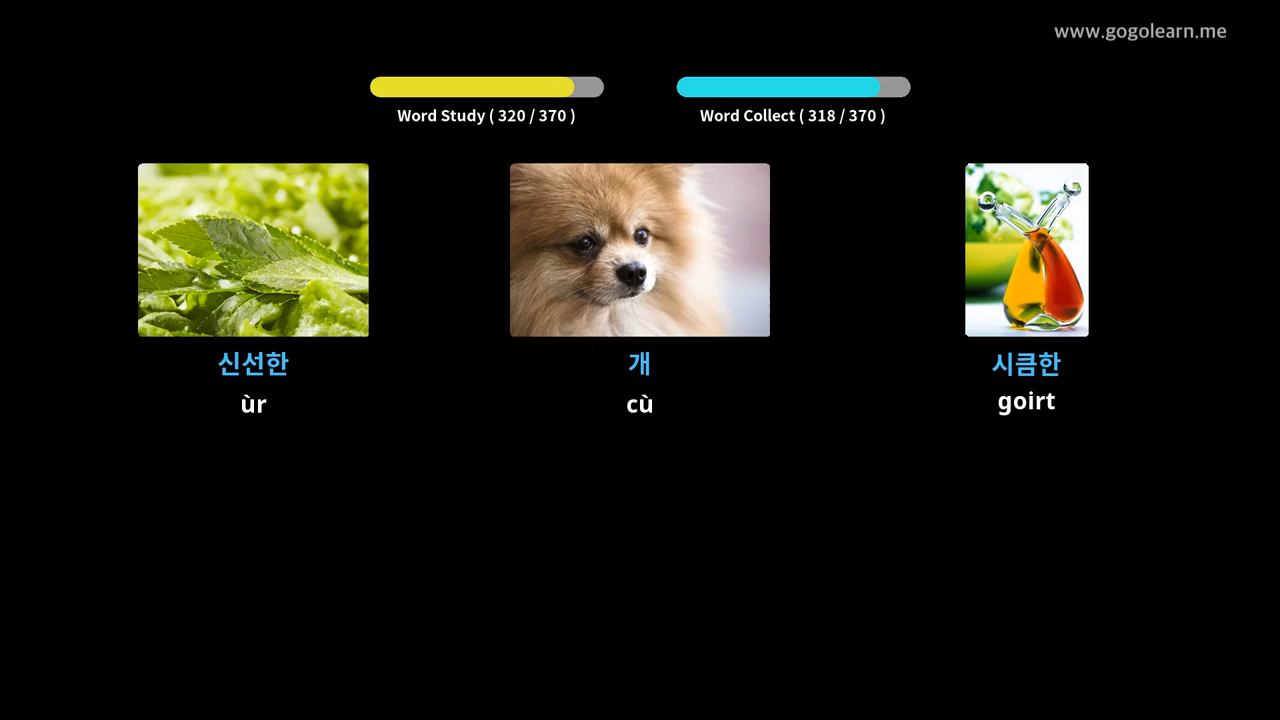 www.gogolearn.me
Word Study ( 320 / 370 )
Word Collect ( 318 / 370 )
신선한
개
시큼한
ùr
cù
goirt